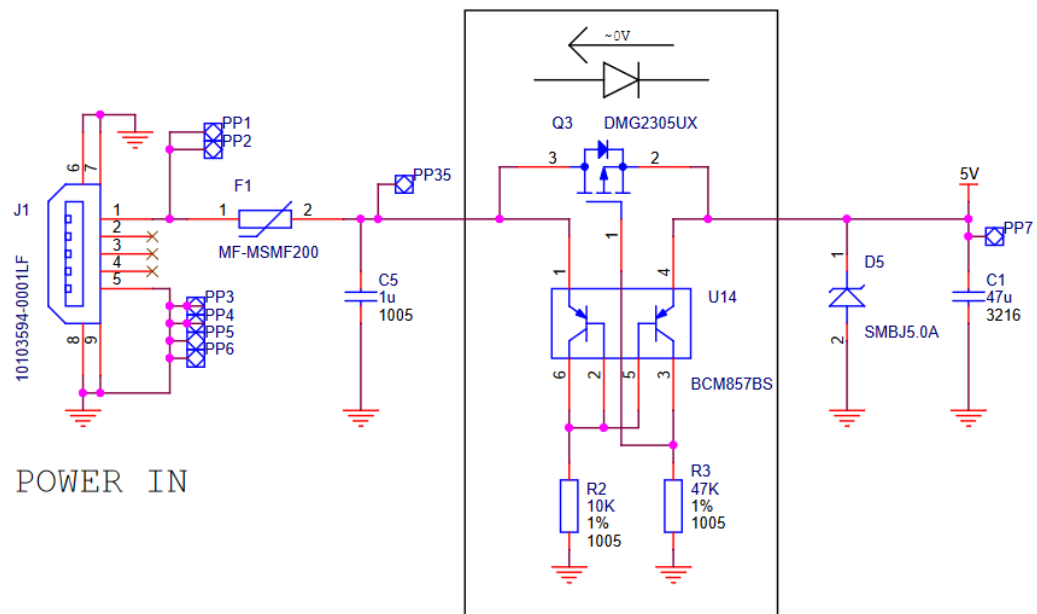 ~0V
Q3 DMG2305UX
3 2
1
PP1
PP2
6 7
J1
1
2
3
4
5
10103594-0001LF
8 9
PP3
PP4
PP5
PP6
F1
1 2
MF-MSMF200
PP35
C5
1u
1005
1 4
U14
6 2 5 3
BCM857BS
R2
10K
1%
1005
R3
47K
1%
1005
5V
PP7
1
D5
2
SMBJ5.0A
C1
47u
3216
POWER IN